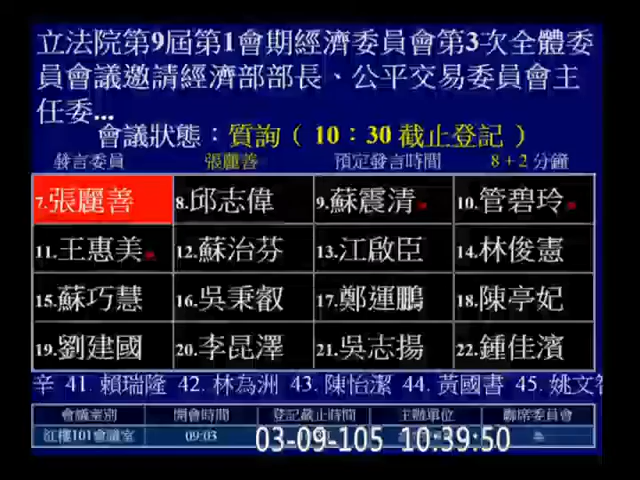 立法院第9屆第1會期經濟委員會第3次全體委
員會議邀請經濟部部長、公平交易委員會主
任委...
會議狀態：質詢（ 10：30 截止登記 ）
發言委員 張麗善 預定發言時間 8 + 2 分鐘
7.張麗善 8.邱志偉 9.蘇震清 10.管碧玲
11.王惠美 12.蘇治芬 13.江啟臣 14.林俊憲
15.蘇巧慧 16.吳秉叡 17.鄭運鵬 18.陳亭妃
19.劉建國 20.李昆澤 21.吳志揚 22.鍾佳濱
辛 41. 賴瑞隆 42. 林為洲 43. 陳怡潔 44. 黃國書 45. 姚文
會議室別 開會時間 登記截止時間 主辦單位 聯席委員會
紅樓101會議室 09:03
03-09-105 10:39:50